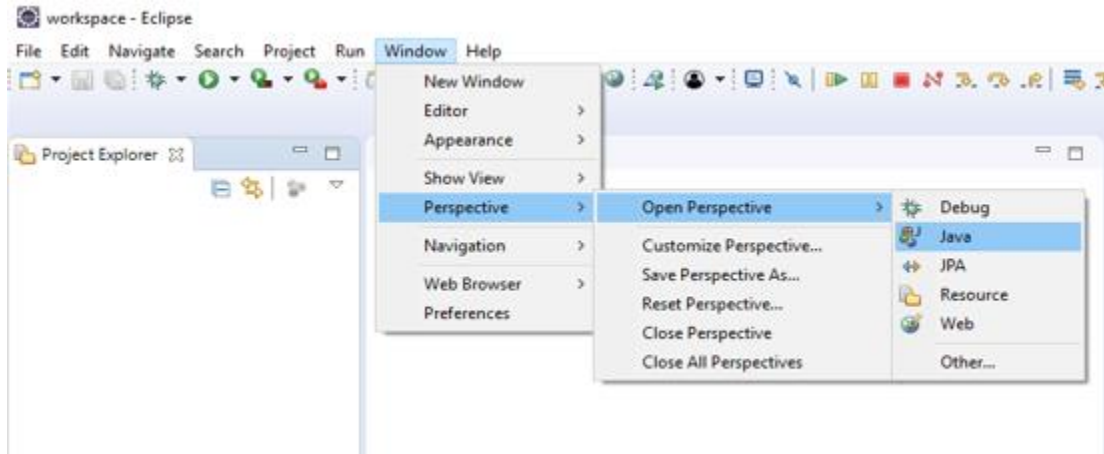 workspace - Eclipse
File Edit Navigate Search Project Run Window Help
New Window
Editor
Appearance
Show View
Perspective
Navigation
Web Browser
Preferences
Project Explorer
Open Perspective
Customize Perspective...
Save Perspective As...
Reset Perspective...
Close Perspective
Close All Perspectives
Debug
Java
JPA
Resource
Web
Other...